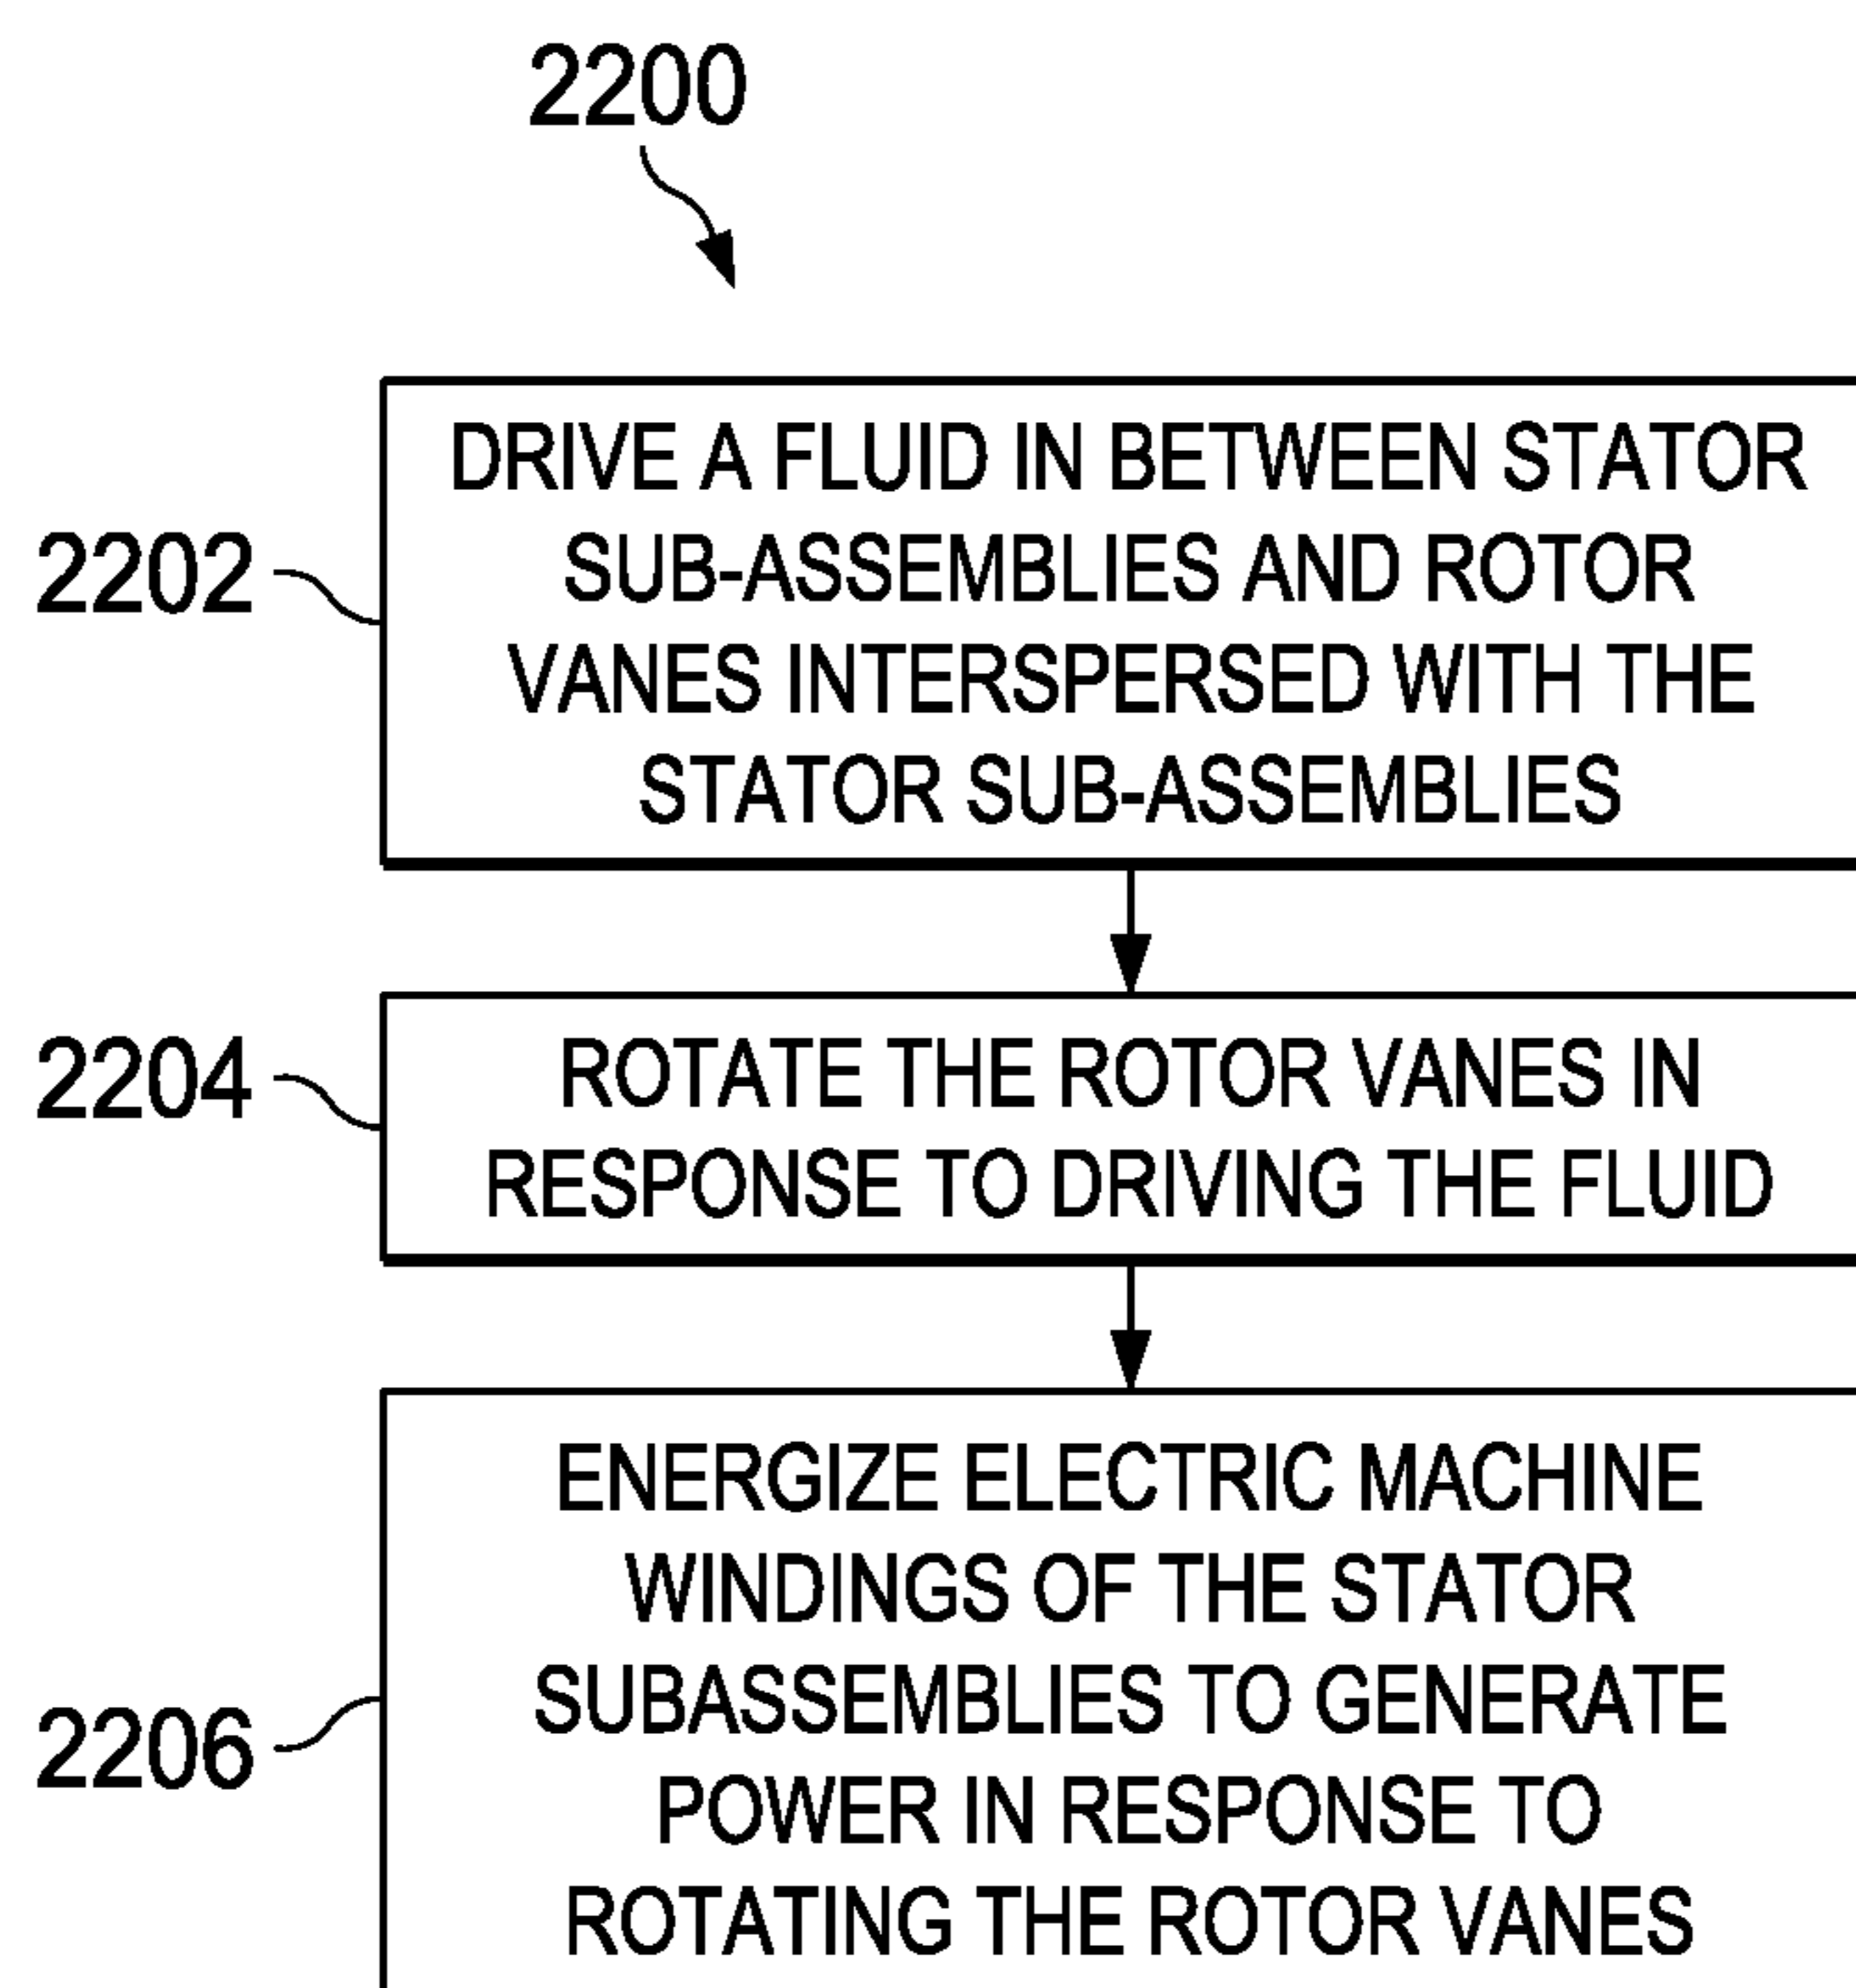 2200
2202
DRIVE A FLUID IN BETWEEN STATOR
SUB-ASSEMBLIES AND ROTOR
VANES INTERSPERSED WITH THE
STATOR SUB-ASSEMBLIES
2204
ROTATE THE ROTOR VANES IN
RESPONSE TO DRIVING THE FLUID
2206
ENERGIZE ELECTRIC MACHINE
WINDINGS OF THE STATOR
SUBASSEMBLIES TO GENERATE
POWER IN RESPONSE TO
ROTATING THE ROTOR VANES